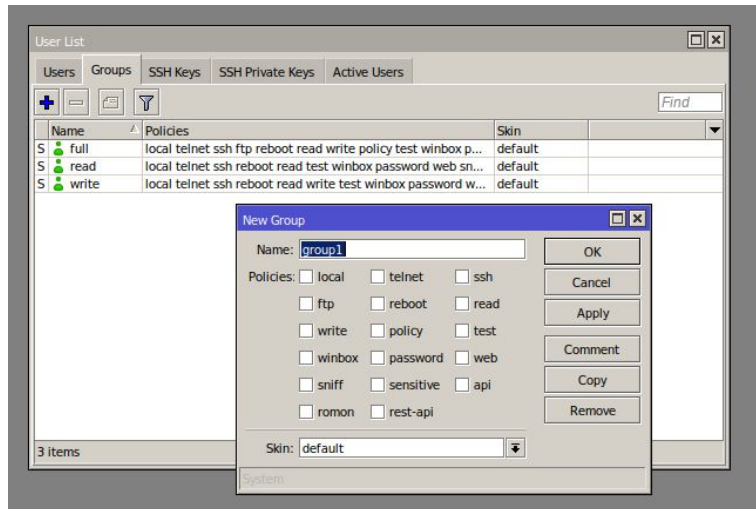 User List
Users Groups SSH Keys SSH Private Keys Active Users
Find
Name Policies Skin
S full local telnet ssh ftp reboot read write policy test winbox p... default
S read local telnet ssh reboot read test winbox password web sn... default
S write local telnet ssh reboot read write test winbox password w... default
New Group
Name: group1 OK
Policies: local telnet ssh Cancel
ftp reboot read Apply
write policy test
winbox password web Comment
sniff sensitive api Copy
romon rest-api Remove
Skin: default
3 items
System